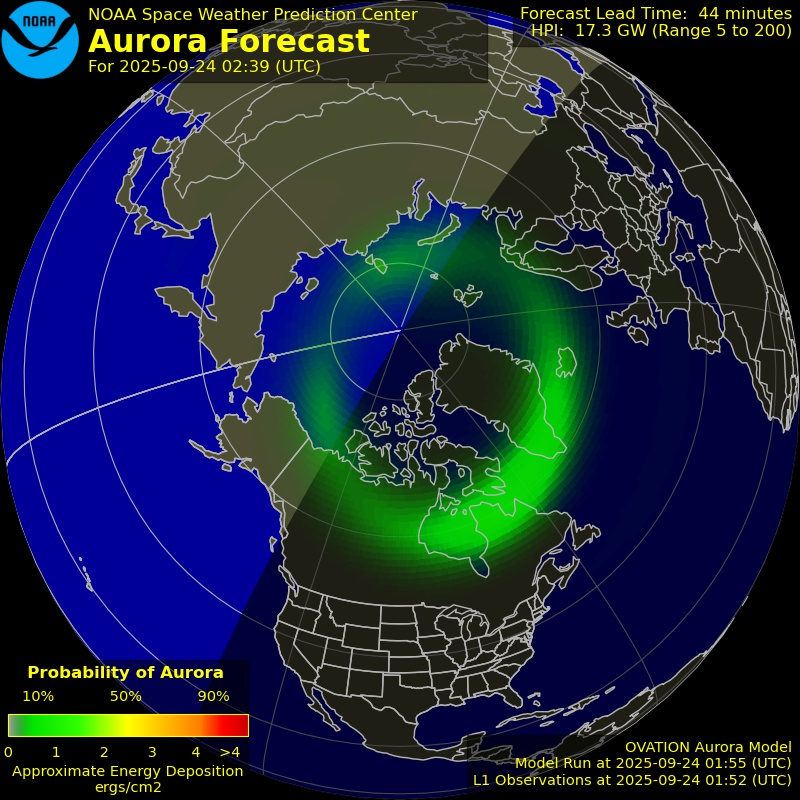 NOAA
NOAA Space Weather Prediction Center
Aurora Forecast
For 2025-09-24 02:39 (UTC)
Forecast Lead Time: 44 minutes
HPI: 17.3 GW (Range 5 to 200)
Probability of Aurora
10% 50% 90%
0 1 2 3 4 >4
Approximate Energy Deposition
ergs/cm2
OVATION Aurora Model
Model Run at 2025-09-24 01:55 (UTC)
L1 Observations at 2025-09-24 01:52 (UTC)